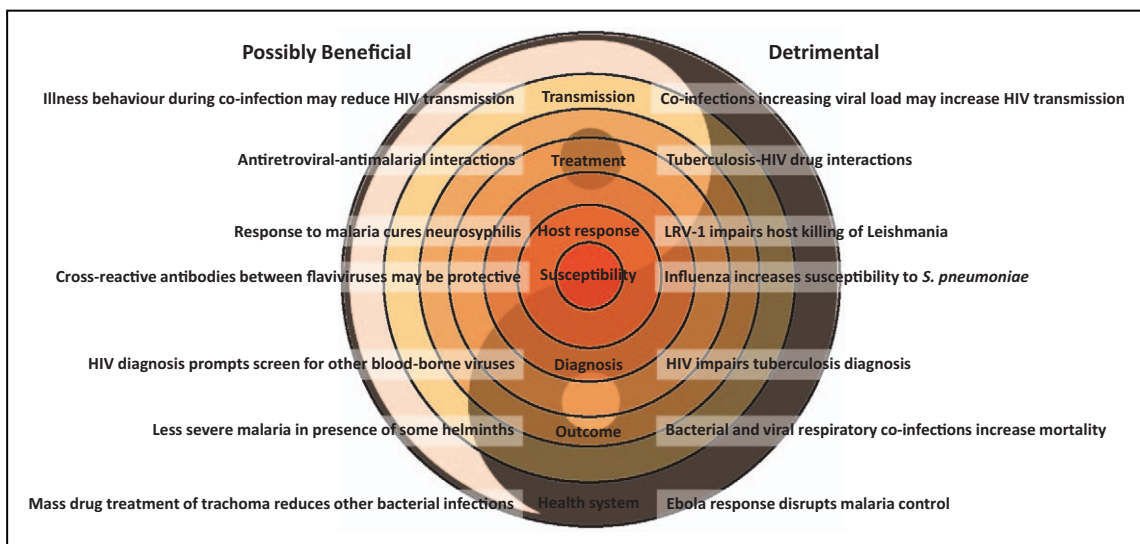 Possibly Beneficial Detrimental
Illness behaviour during co-infection may reduce HIV transmission Transmission Co-infections increasing viral load may increase HIV transmission
Antiretroviral-antimalarial interactions Treatment Tuberculosis-HIV drug interactions
Response to malaria cures neurosyphilis Host response LRV-1 impairs host killing of Leishmania
Cross-reactive antibodies between flaviviruses may be protective Susceptibility Influenza increases susceptibility to S. pneumoniae
HIV diagnosis prompts screen for other blood-borne viruses Diagnosis HIV impairs tuberculosis diagnosis
Less severe malaria in presence of some helminths Outcome Bacterial and viral respiratory co-infections increase mortality
Mass drug treatment of trachoma reduces other bacterial infections Health system Ebola response disrupts malaria control